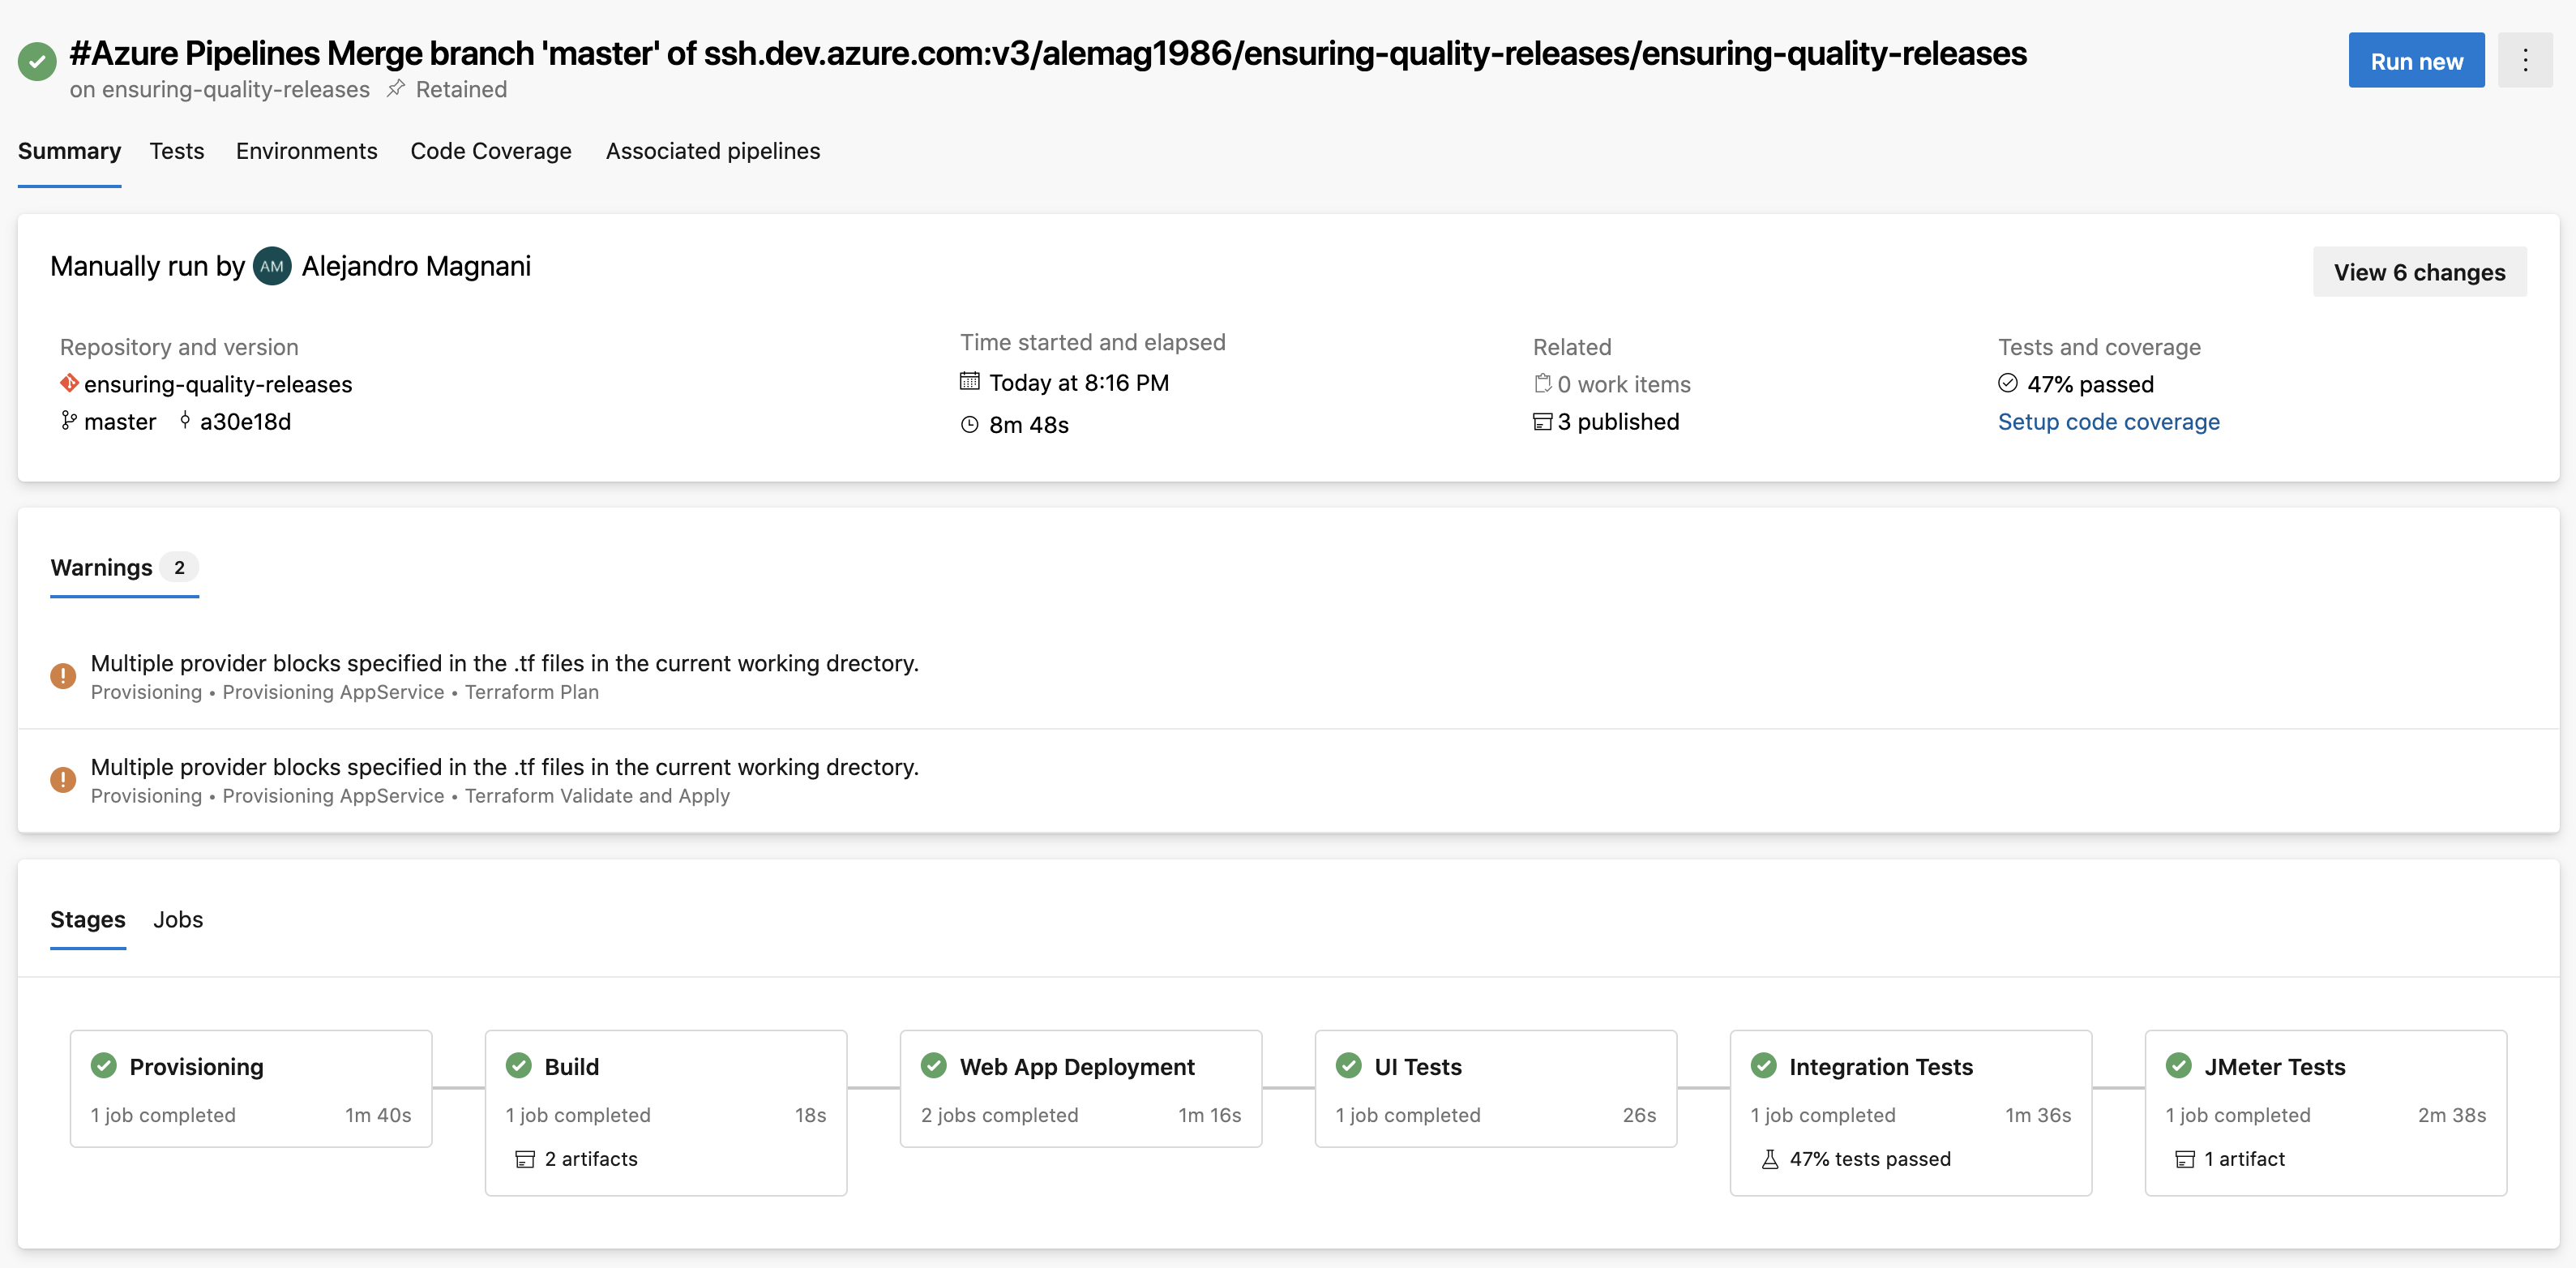 #Azure Pipelines Merge branch 'master' of ssh.dev.azure.com:v3/alemag1986/ensuring-quality-releases/ensuring-quality-releases
on ensuring-quality-releases Retained
Run new
Summary Tests Environments Code Coverage Associated pipelines
Manually run by AM Alejandro Magnani
View 6 changes
Repository and version
ensuring-quality-releases
master a30e18d
Time started and elapsed
Today at 8:16 PM
8m 48s
Related
0 work items
3 published
Tests and coverage
47% passed
Setup code coverage
Warnings 2
Multiple provider blocks specified in the .tf files in the current working drectory.
Provisioning • Provisioning AppService • Terraform Plan
Multiple provider blocks specified in the .tf files in the current working drectory.
Provisioning • Provisioning AppService • Terraform Validate and Apply
Stages Jobs
Provisioning
1 job completed 1m 40s
Build
1 job completed 18s
2 artifacts
Web App Deployment
2 jobs completed 1m 16s
UI Tests
1 job completed 26s
Integration Tests
1 job completed 1m 36s
47% tests passed
JMeter Tests
1 job completed 2m 38s
1 artifact